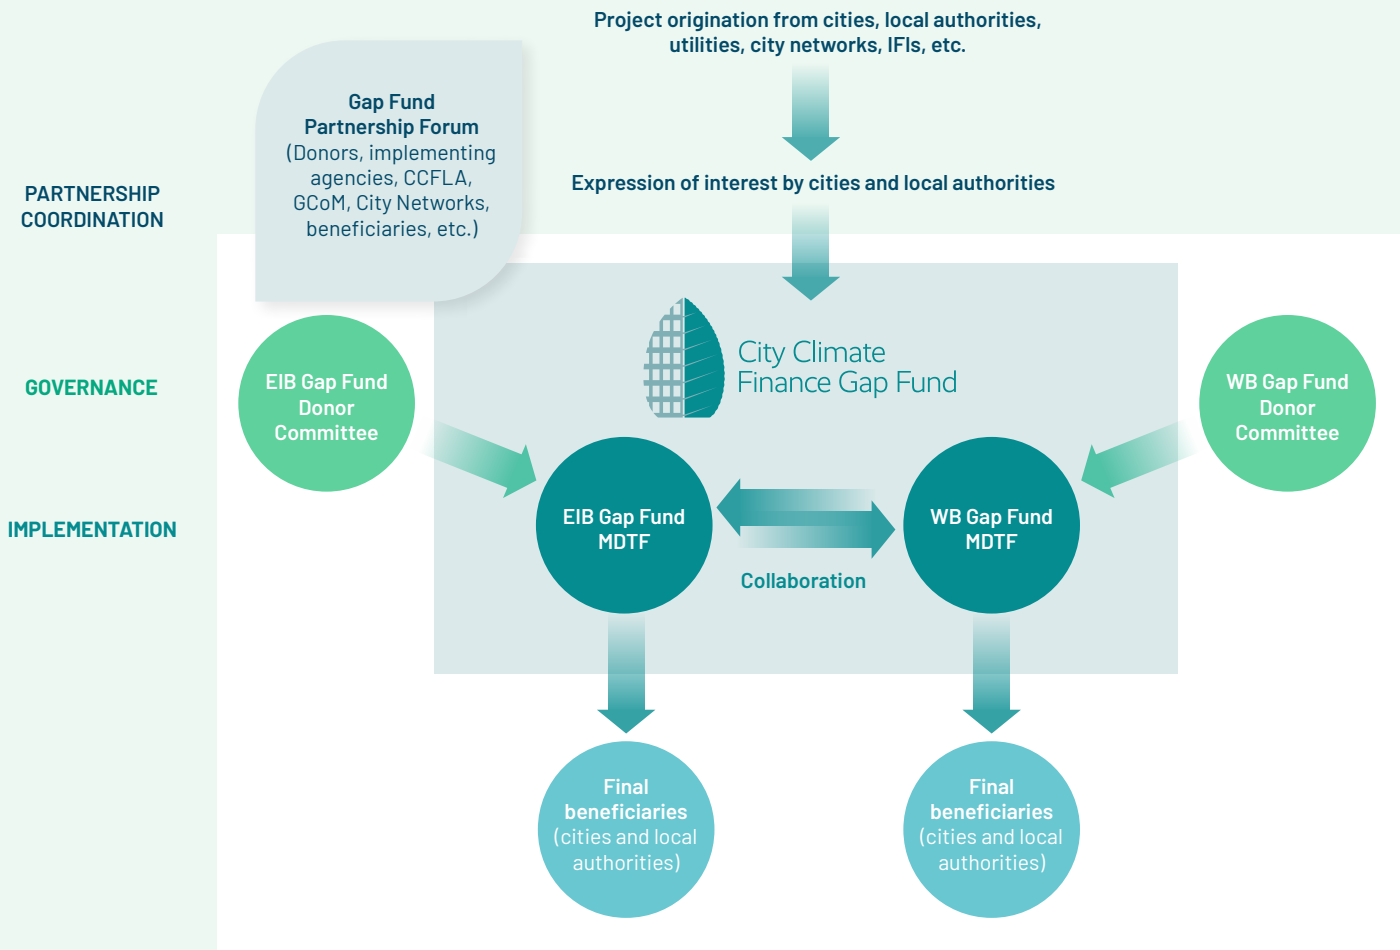 Project origination from cities, local authorities,
utilities, city networks, IFIs, etc.
Gap Fund
Partnership Forum
(Donors, implementing
agencies, CCFLA,
GCoM, City Networks,
beneficiaries, etc.)
Expression of interest by cities and local authorities
PARTNERSHIP
COORDINATION
City Climate
Finance Gap Fund
GOVERNANCE
EIB Gap Fund
Donor
Committee
WB Gap Fund
Donor
Committee
IMPLEMENTATION
EIB Gap Fund
MDTF
WB Gap Fund
MDTF
Collaboration
Final
beneficiaries
(cities and local
authorities)
Final
beneficiaries
(cities and local
authorities)